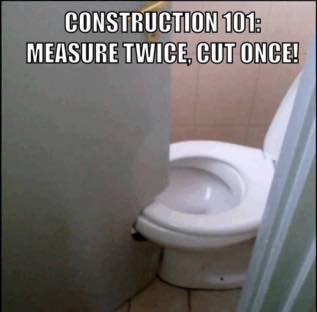 CONSTRUCTION 101:
MEASURE TWICE, CUT ONCE!